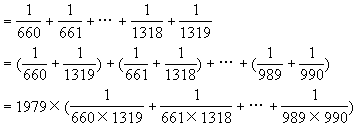 = 1/660 + 1/661 + ⋯ + 1/1318 + 1/1319
= (1/660 + 1/1319) + (1/661 + 1/1318) + ⋯ + (1/989 + 1/990)
= 1979 × (1/660×1319 + 1/661×1318 + ⋯ + 1/989×990)